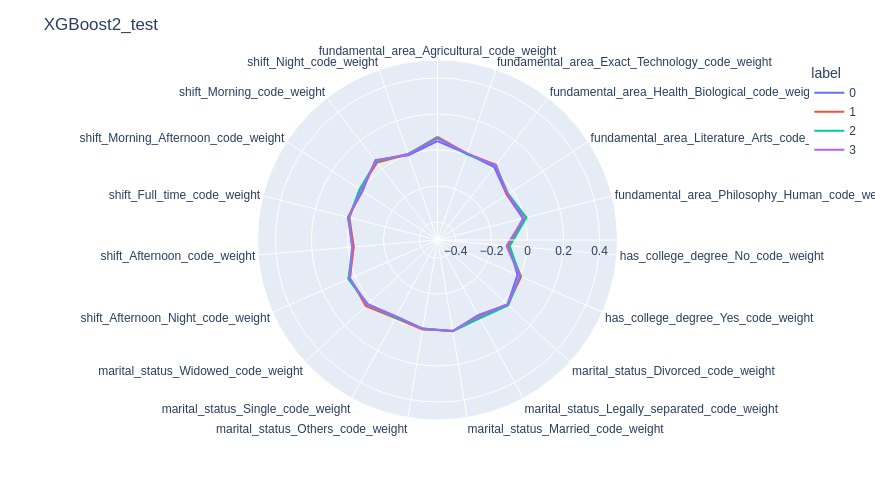 XGBoost2_test
fundamental_area_Agricultural_code_weight
shift_Night_code_weight
fundamental_area_Exact_Technology_code_weight
label
shift_Morning_code_weight
fundamental_area_Health_Biological_code_weig
0
1
2
3
shift_Morning_Afternoon_code_weight
fundamental_area_Literature_Arts_code_
shift_Full_time_code_weight
fundamental_area_Philosophy_Human_code_we
−0.4 −0.2 0 0.2 0.4
shift_Afternoon_code_weight
has_college_degree_No_code_weight
shift_Afternoon_Night_code_weight
has_college_degree_Yes_code_weight
marital_status_Widowed_code_weight
marital_status_Divorced_code_weight
marital_status_Single_code_weight
marital_status_Legally_separated_code_weight
marital_status_Others_code_weight
marital_status_Married_code_weight